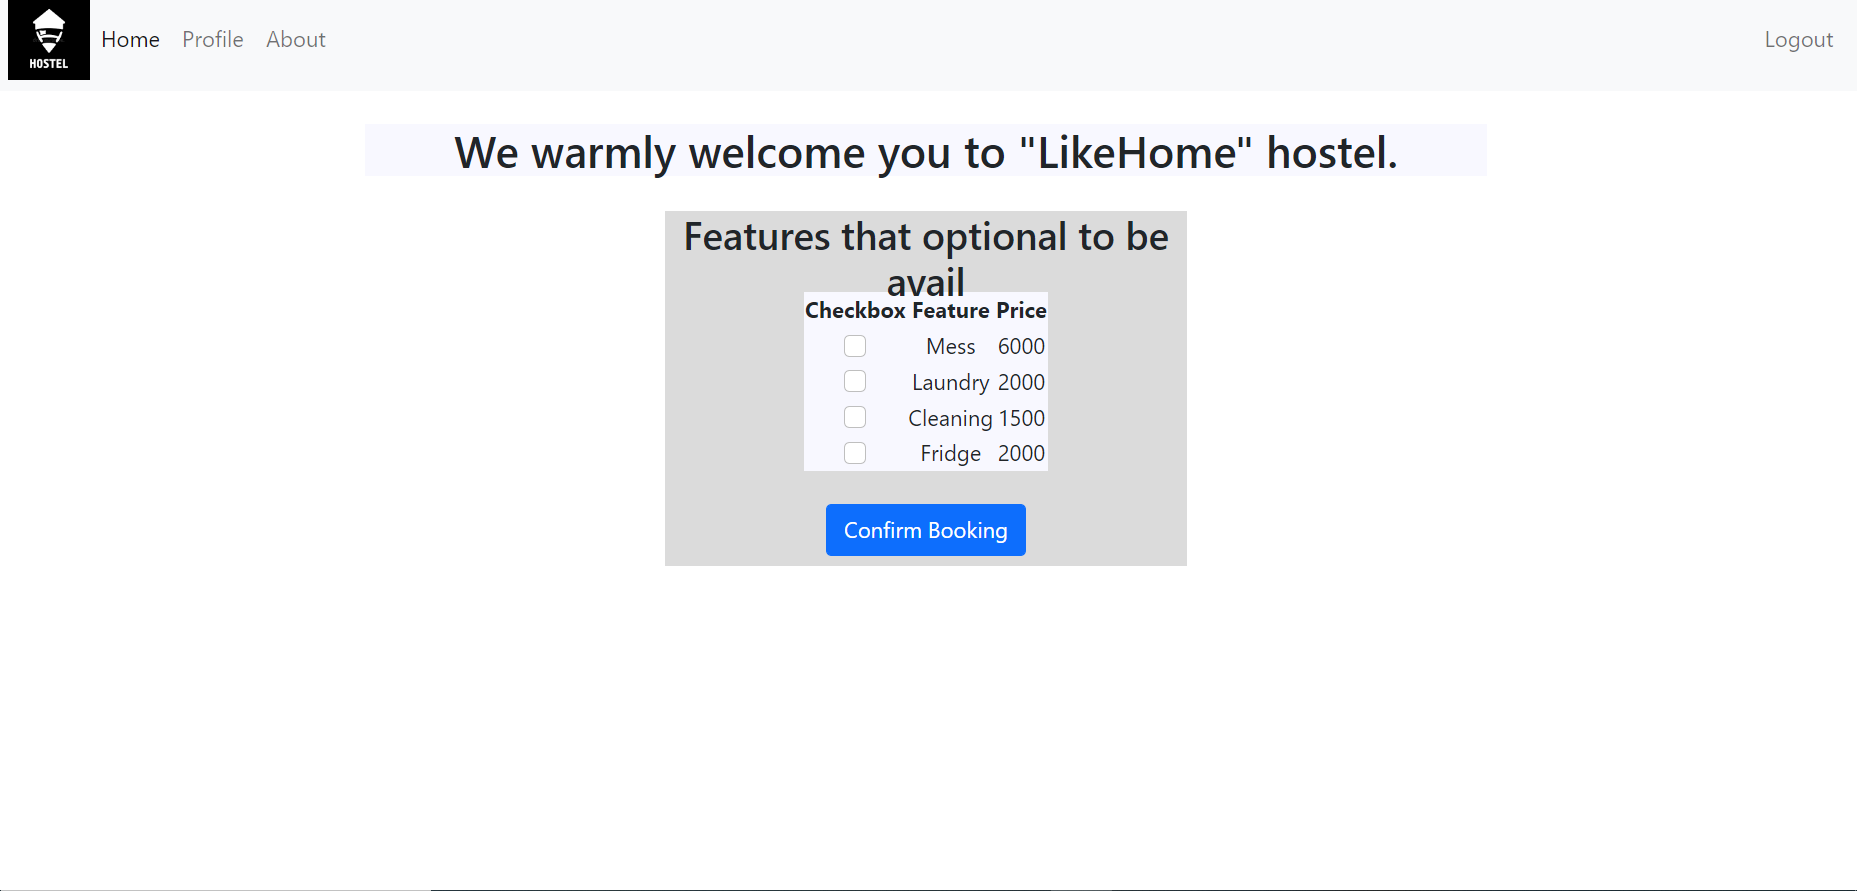 HOSTEL
Home Profile About Logout
We warmly welcome you to "LikeHome" hostel.
Features that optional to be
avail
Checkbox Feature Price
Mess 6000
Laundry 2000
Cleaning 1500
Fridge 2000
Confirm Booking